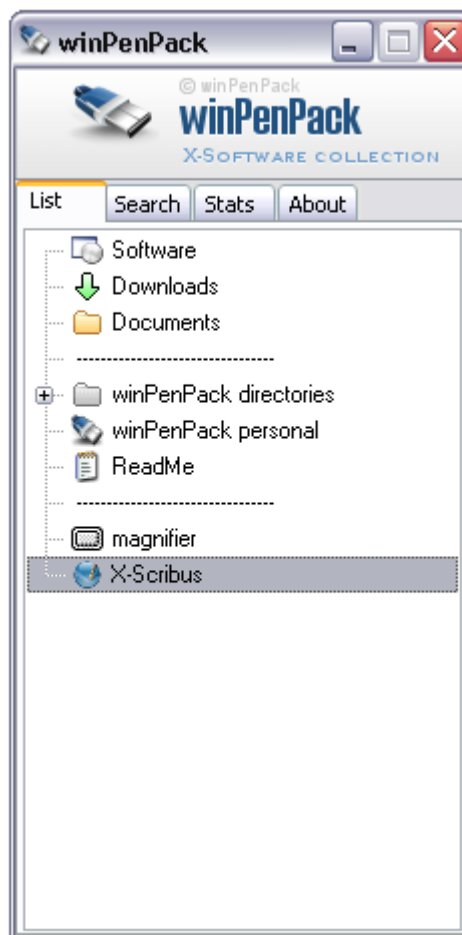 winPenPack
© winPenPack
winPenPack
X-SOFTWARE COLLECTION
List Search Stats About
Software
Downloads
Documents
-------------------------------
winPenPack directories
winPenPack personal
ReadMe
-------------------------------
magnifier
X-Scribus